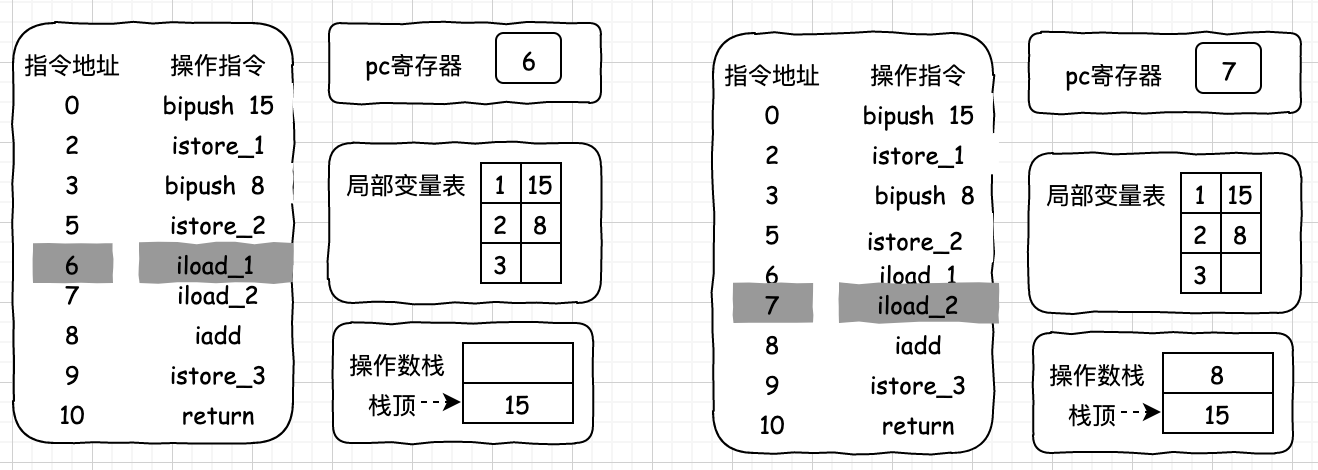 指令地址 操作指令
0 bipush 15
2 istore_1
3 bipush 8
5 istore_2
6 iload_1
7 iload_2
8 iadd
9 istore_3
10 return
pc寄存器 6
局部变量表 1 15
2 8
3
操作数栈
栈顶 15
指令地址 操作指令
0 bipush 15
2 istore_1
3 bipush 8
5 istore_2
6 iload_1
7 iload_2
8 iadd
9 istore_3
10 return
pc寄存器 7
局部变量表 1 15
2 8
3
操作数栈 8
栈顶 15